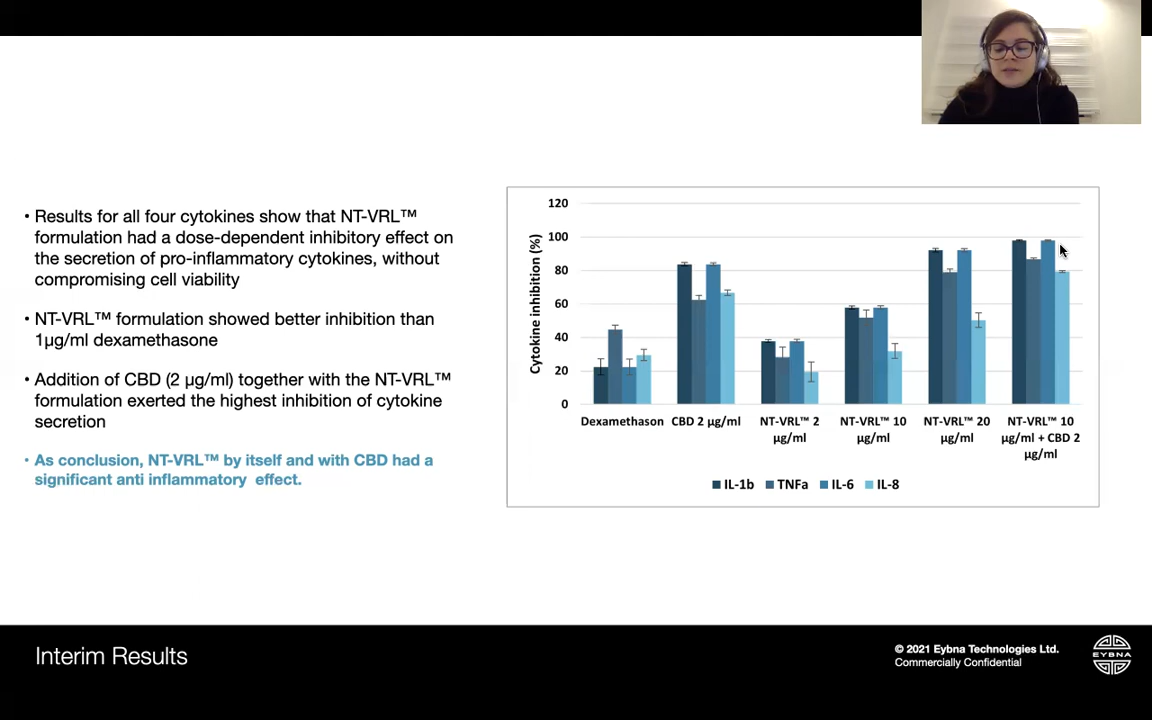 • Results for all four cytokines show that NT-VRL™
formulation had a dose-dependent inhibitory effect on
the secretion of pro-inflammatory cytokines, without
compromising cell viability
• NT-VRL™ formulation showed better inhibition than
1µg/ml dexamethasone
• Addition of CBD (2 µg/ml) together with the NT-VRL™
formulation exerted the highest inhibition of cytokine
secretion
• As conclusion, NT-VRL™ by itself and with CBD had a
significant anti inflammatory effect.
Cytokine inhibition (%)
120
100
80
60
40
20
0
Dexamethason
CBD 2 µg/ml
NT-VRL™ 2
µg/ml
NT-VRL™ 10
µg/ml
NT-VRL™ 20
µg/ml
NT-VRL™ 10
µg/ml + CBD 2
µg/ml
IL-1b TNFa IL-6 IL-8
Interim Results
© 2021 Eybna Technologies Ltd.
Commercially Confidential
EYBNA